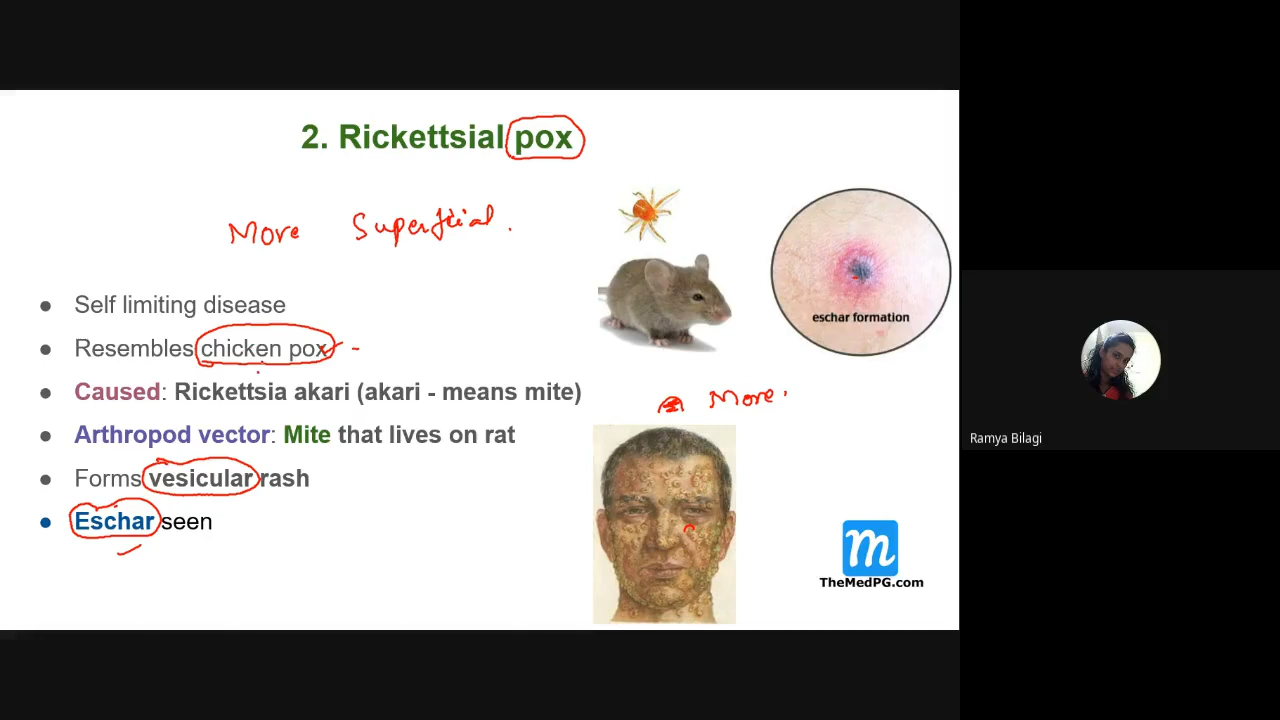 2. Rickettsial pox
More Superficial.
● Self limiting disease
● Resembles chicken pox -
● Caused: Rickettsia akari (akari - means mite)
● Arthropod vector: Mite that lives on rat
● Forms vesicular rash
● Eschar seen
eschar formation
More.
m
TheMedPG.com
Ramya Bilagi